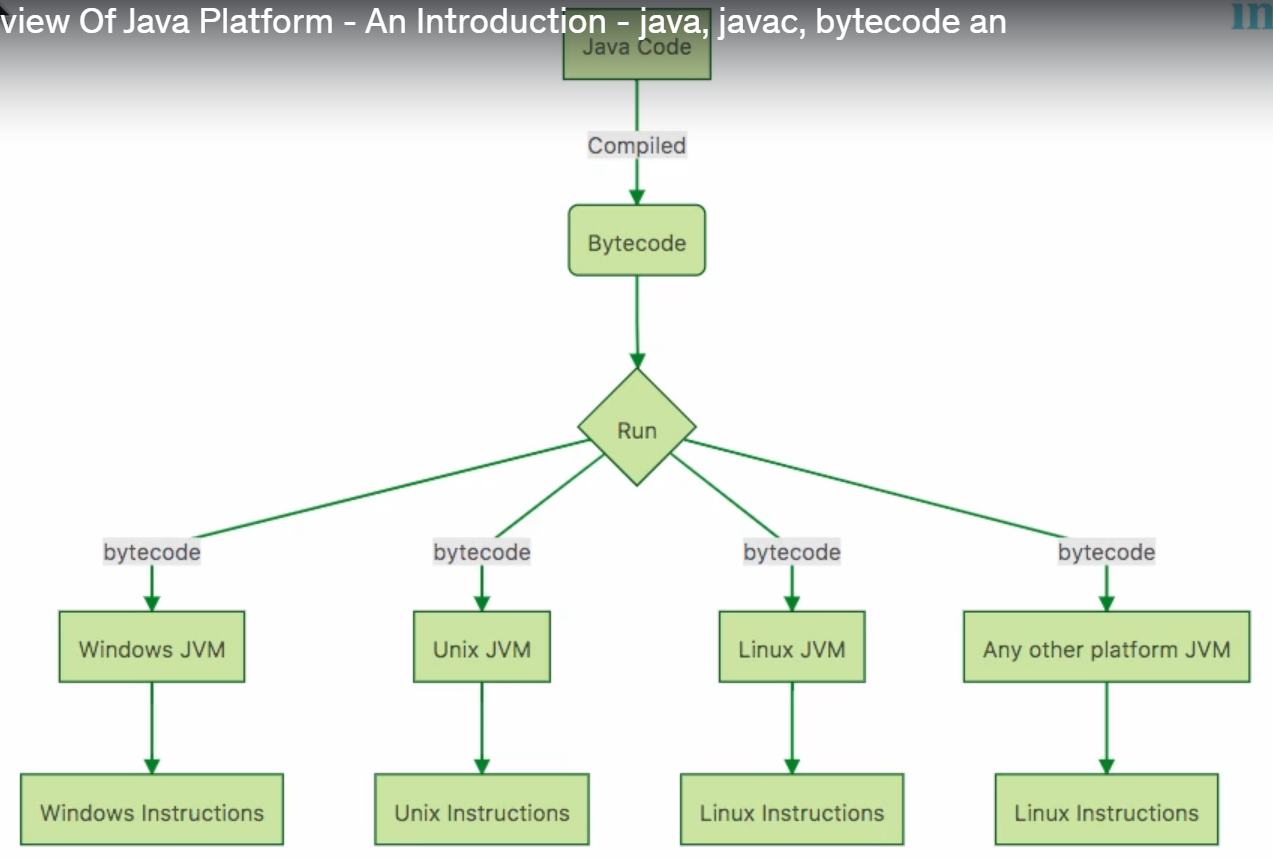 view Of Java Platform - An Introduction - java, javac, bytecode an
in
Java Code
Compiled
Bytecode
Run
bytecode bytecode bytecode bytecode
Windows JVM Unix JVM Linux JVM Any other platform JVM
Windows Instructions Unix Instructions Linux Instructions Linux Instructions